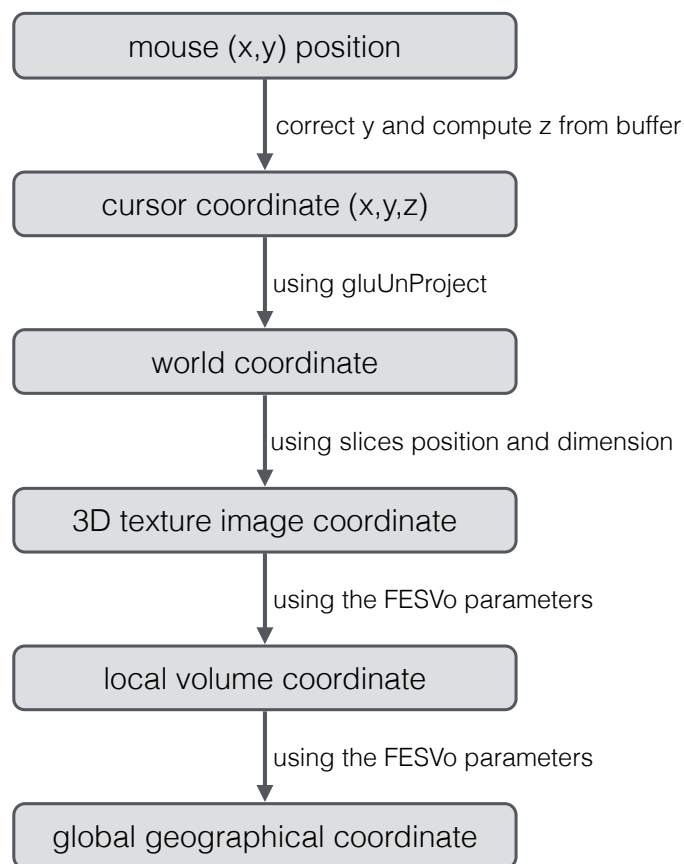 mouse (x,y) position
correct y and compute z from buffer
cursor coordinate (x,y,z)
using gluUnProject
world coordinate
using slices position and dimension
3D texture image coordinate
using the FESVo parameters
local volume coordinate
using the FESVo parameters
global geographical coordinate